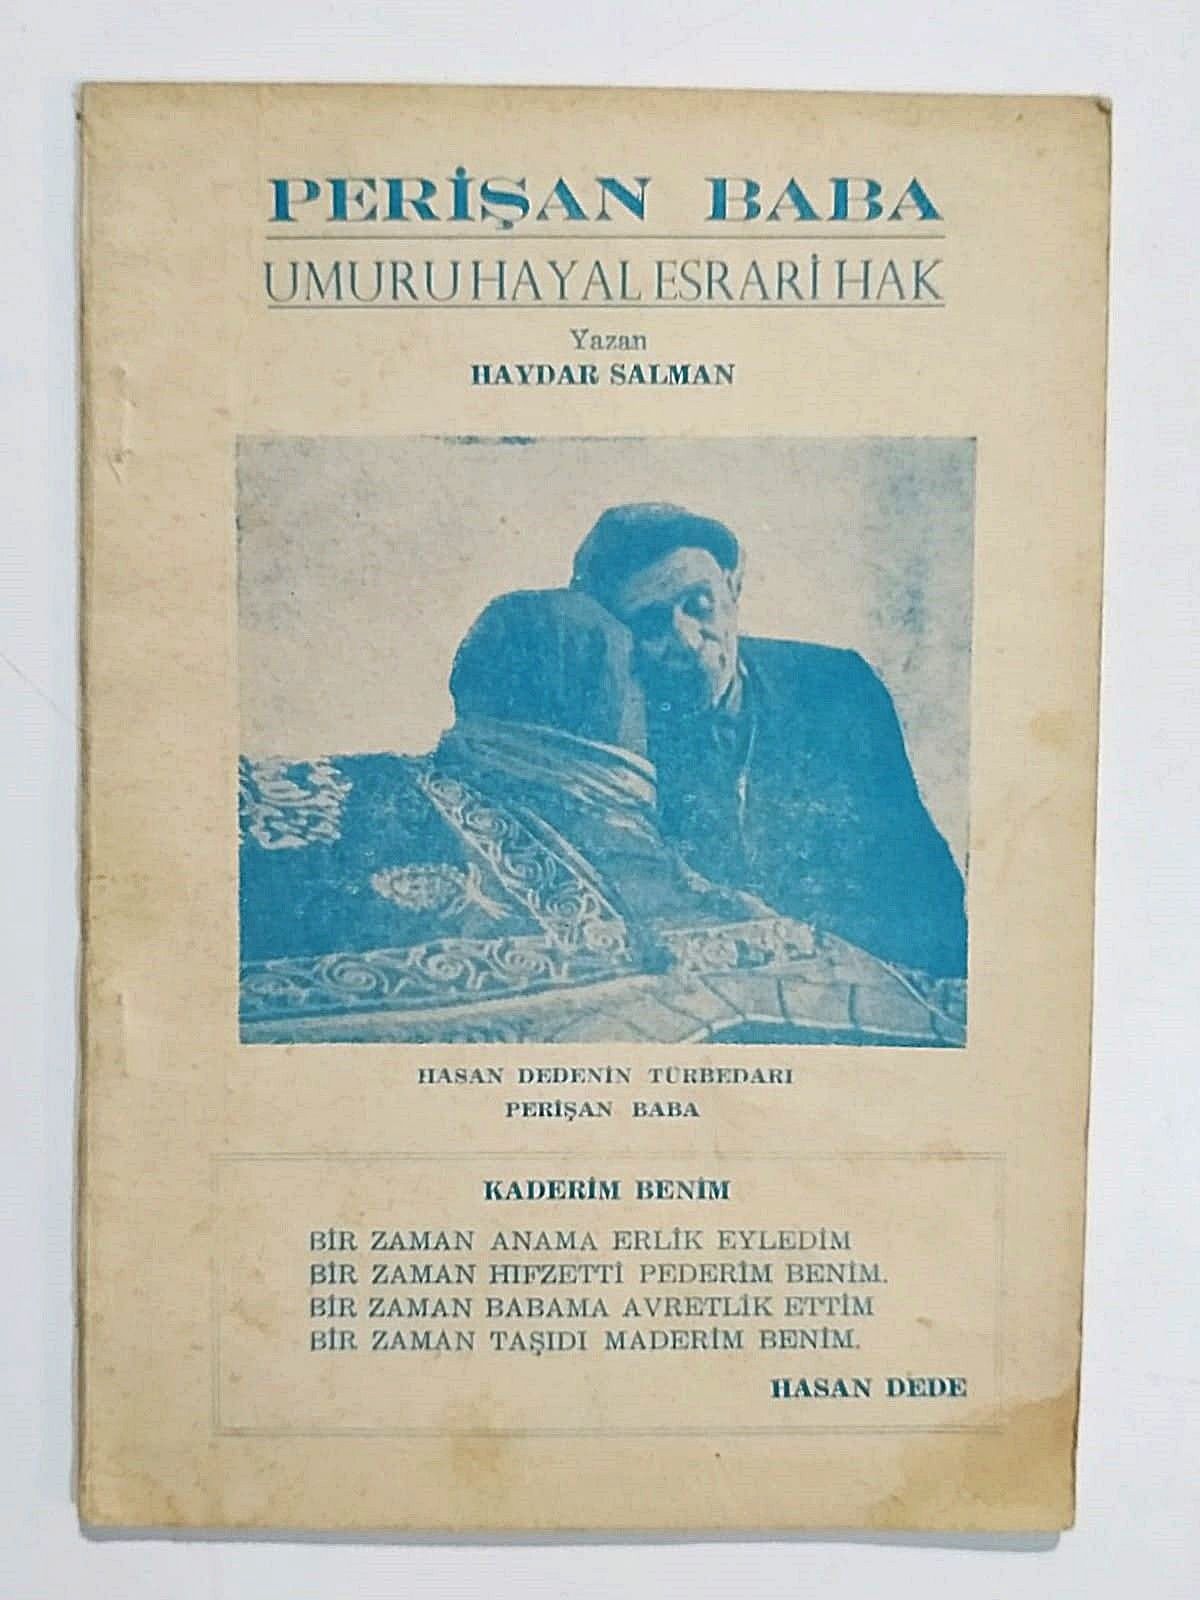 PERİŞAN BABA
UMURU HAYAL ESRARİ HAK
Yazan
HAYDAR SALMAN
HASAN DEDENİN TÜRBEDARI
PERİŞAN BABA
KADERİM BENİM
BİR ZAMAN ANAMA ERLİK EYLEDİM
BİR ZAMAN HIFZETTİ PEDERİM BENİM.
BİR ZAMAN BABAMA AVRETLİK ETTİM
BİR ZAMAN TAŞIDI MADERİM BENİM.
HASAN DEDE